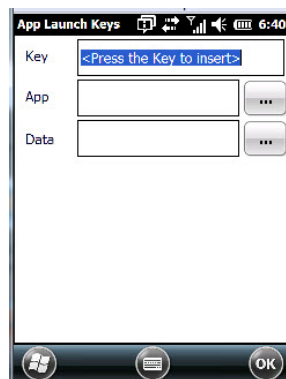 App Launch Keys 6:40
Key <Press the Key to insert>
App ...
Data ...
OK